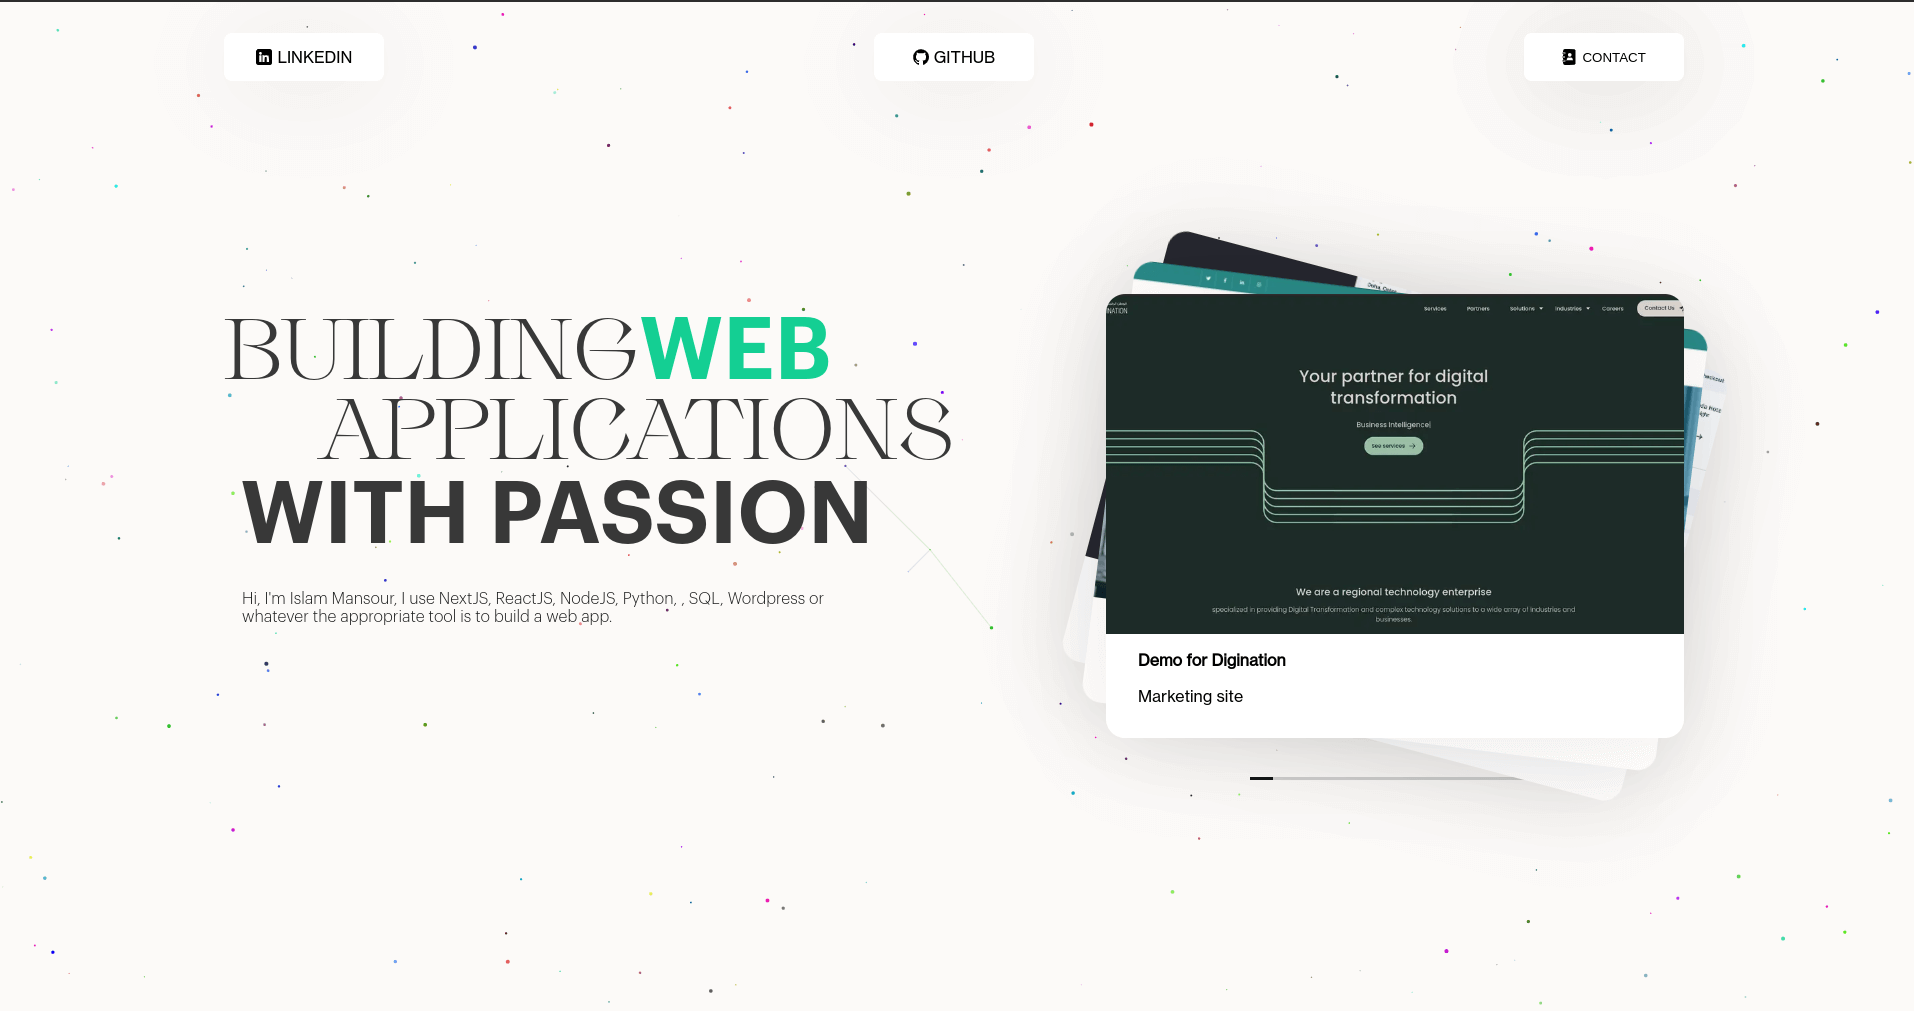 LINKEDIN
GITHUB
CONTACT
BUILDING WEB
APPLICATIONS
WITH PASSION
Hi, I'm Islam Mansour, I use NextJS, ReactJS, NodeJS, Python, , SQL, Wordpress or
whatever the appropriate tool is to build a web app.
INATION
Services
Partners
Solutions
Industries
Careers
Contact Us
Your partner for digital
transformation
Business Intelligence|
See services
We are a regional technology enterprise
specialized in providing Digital Transformation and complex technology solutions to a wide array of industries and
businesses.
Demo for Digination
Marketing site